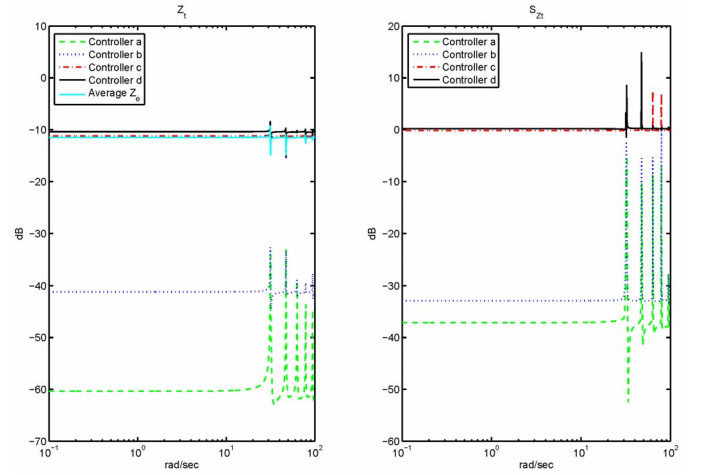 Z_t
10
0
−10
−20
−30
−40
−50
−60
−70
dB
Controller a
Controller b
Controller c
Controller d
Average Z_e
10^-1
10^0
10^1
10^2
rad/sec
S_Zt
20
10
0
−10
−20
−30
−40
−50
−60
dB
Controller a
Controller b
Controller c
Controller d
10^-1
10^0
10^1
10^2
rad/sec